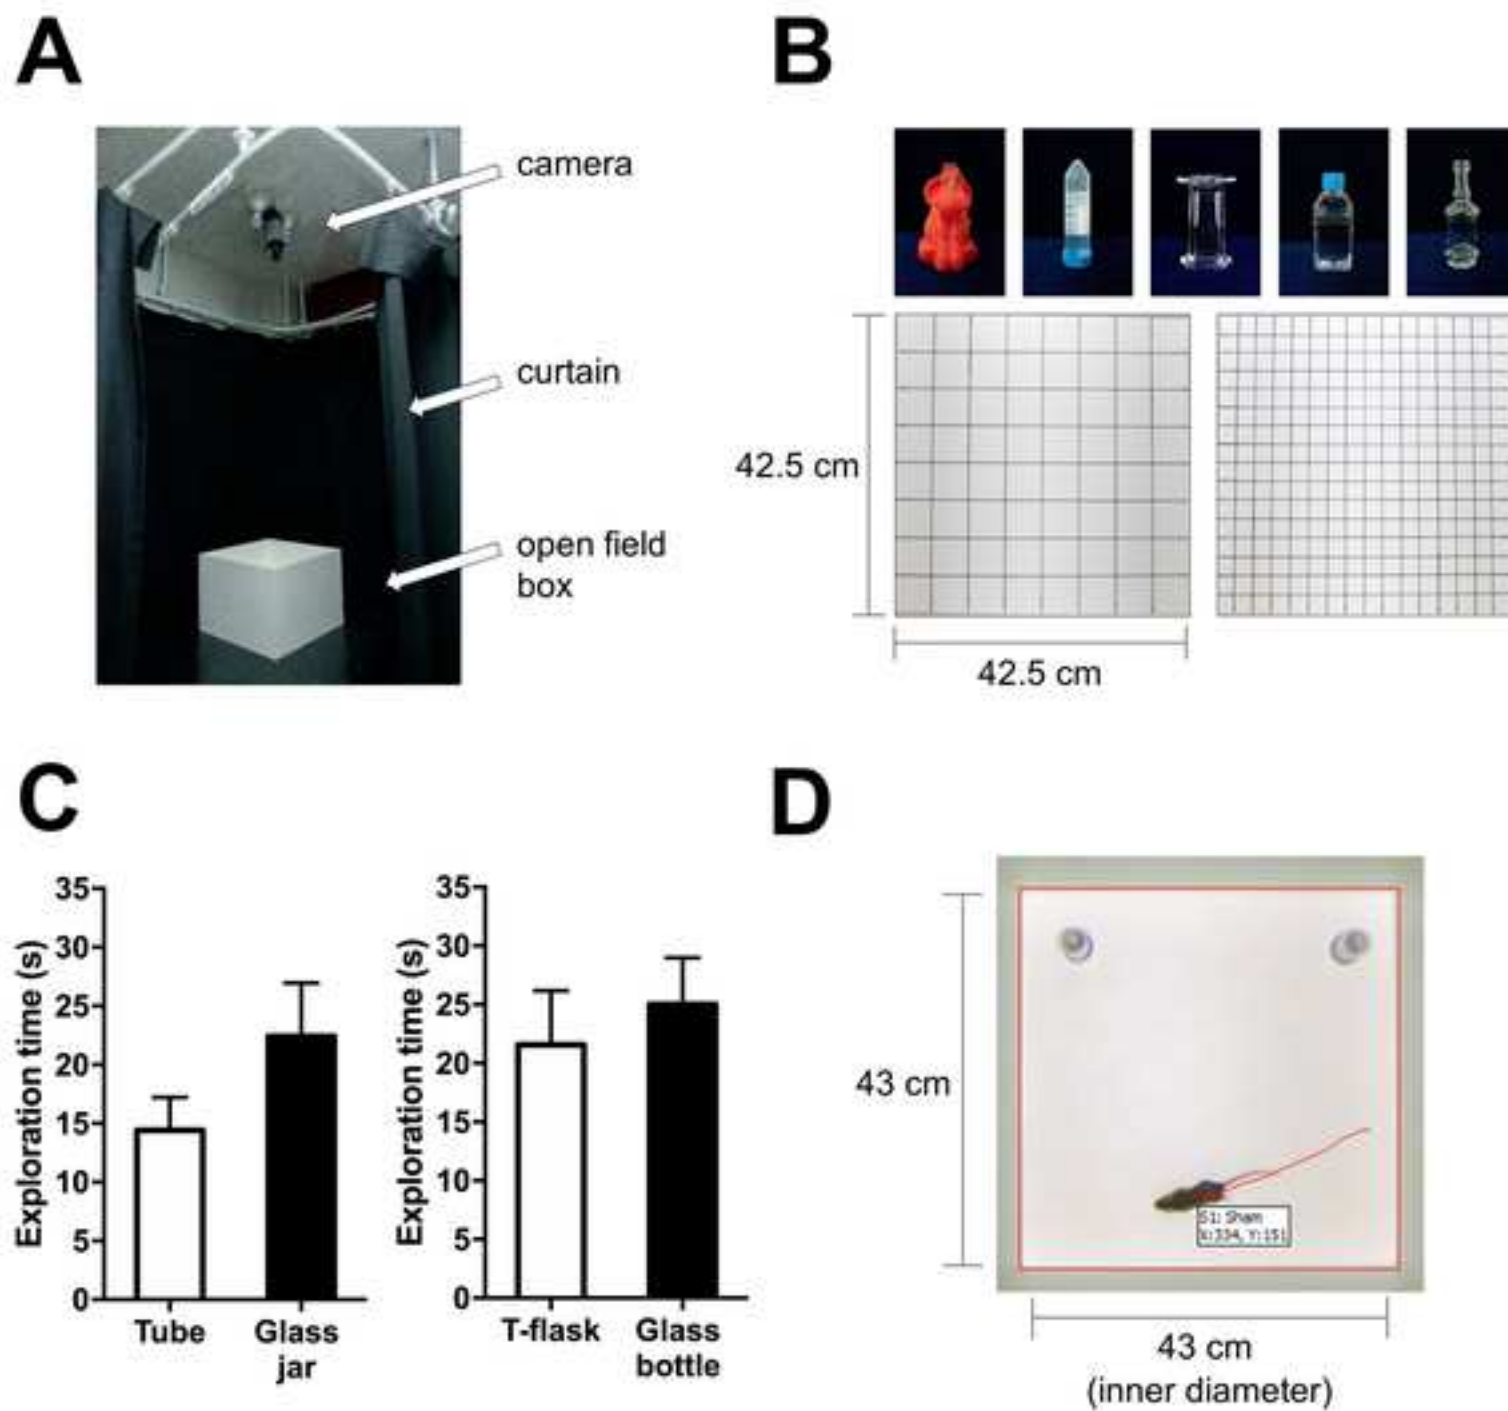 A
camera
curtain
open field
box
B
42.5 cm
42.5 cm
C
Exploration time (s)
35
30
25
20
15
10
5
0
Tube
Glass
jar
Exploration time (s)
35
30
25
20
15
10
5
0
T-flask
Glass
bottle
D
43 cm
S1: Sham
X:334, Y:151
43 cm
(inner diameter)